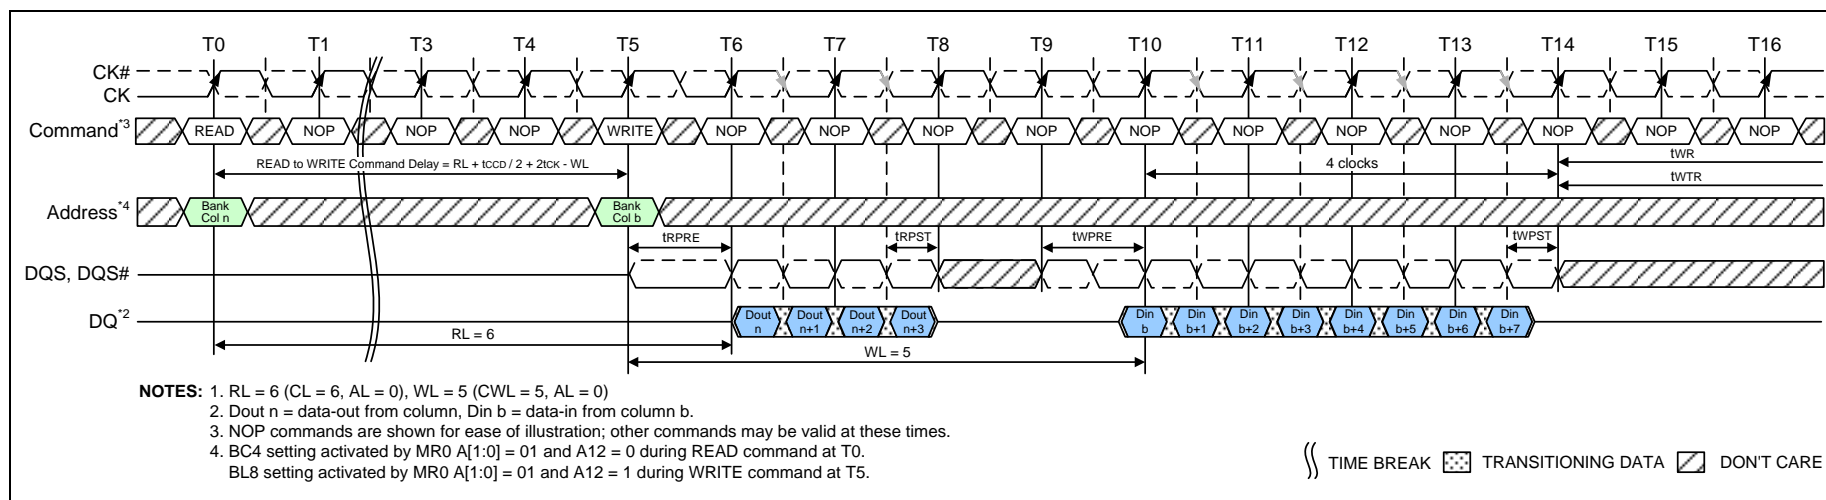 T0 T1 T3 T4 T5 T6 T7 T8 T9 T10 T11 T12 T13 T14 T15 T16
CK#
CK
Command*3 READ NOP NOP NOP WRITE NOP NOP NOP NOP NOP NOP NOP NOP NOP NOP NOP
READ to WRITE Command Delay = RL + tCCD / 2 + 2tCK - WL 4 clocks tWR
tWTR
Address*4 Bank Col n Bank Col b
tRPRE tRPST tWPRE tWPST
DQS, DQS#
DQ*2 Dout n Dout n+1 Dout n+2 Dout n+3 Din b Din b+1 Din b+2 Din b+3 Din b+4 Din b+5 Din b+6 Din b+7
RL = 6
WL = 5
NOTES: 1. RL = 6 (CL = 6, AL = 0), WL = 5 (CWL = 5, AL = 0)
2. Dout n = data-out from column, Din b = data-in from column b.
3. NOP commands are shown for ease of illustration; other commands may be valid at these times.
4. BC4 setting activated by MR0 A[1:0] = 01 and A12 = 0 during READ command at T0.
BL8 setting activated by MR0 A[1:0] = 01 and A12 = 1 during WRITE command at T5.
TIME BREAK TRANSITIONING DATA DON'T CARE